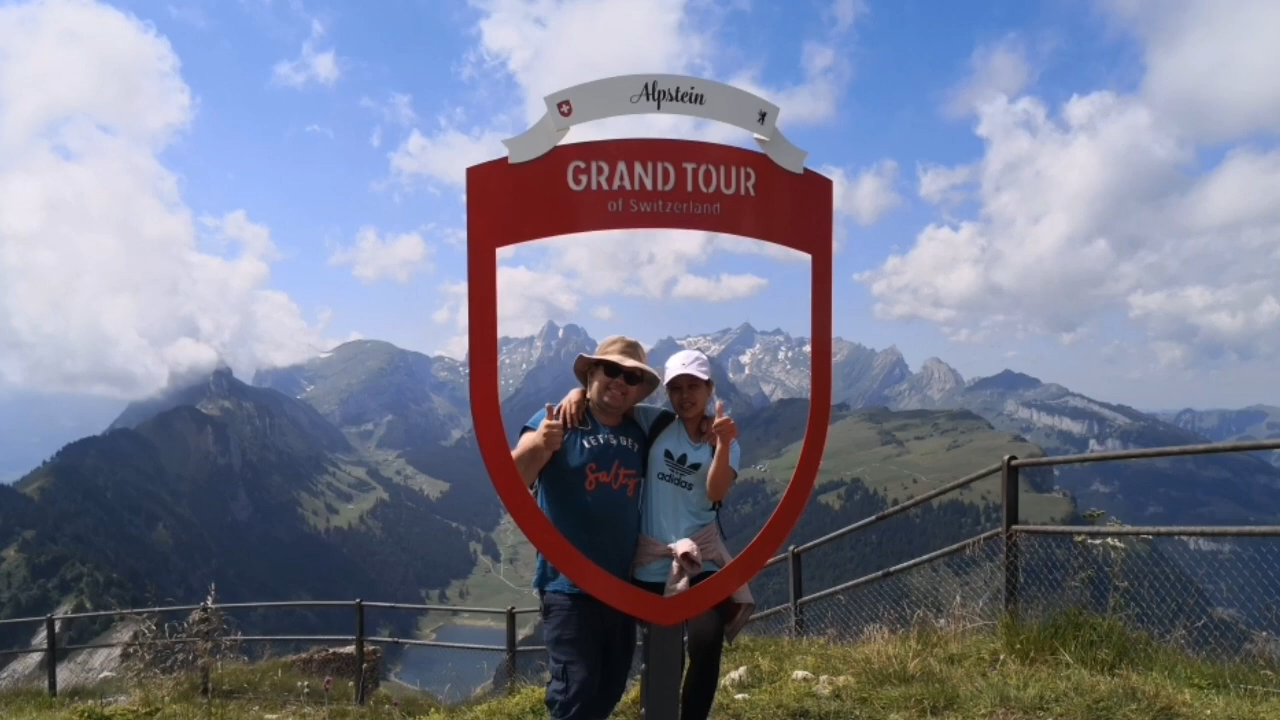 Alpstein
GRAND TOUR
of Switzerland
LET'S GET
Salty
adidas